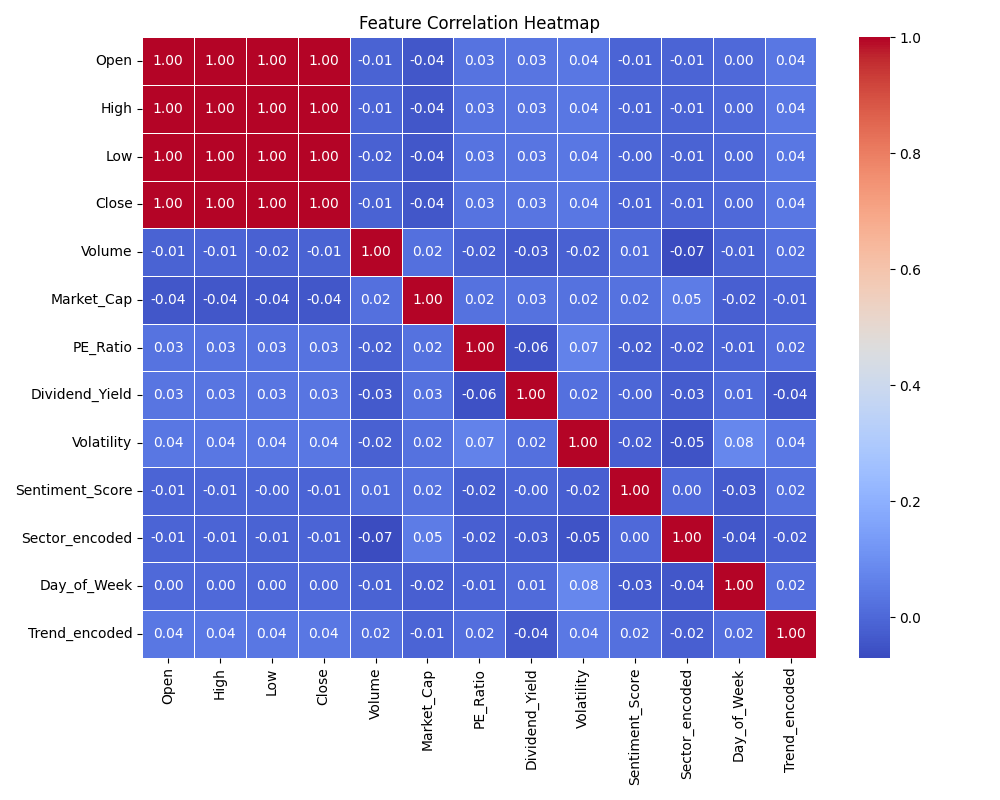 Feature Correlation Heatmap
Open 1.00 1.00 1.00 1.00 -0.01 -0.04 0.03 0.03 0.04 -0.01 -0.01 0.00 0.04
High 1.00 1.00 1.00 1.00 -0.01 -0.04 0.03 0.03 0.04 -0.01 -0.01 0.00 0.04
Low 1.00 1.00 1.00 1.00 -0.02 -0.04 0.03 0.03 0.04 -0.00 -0.01 0.00 0.04
Close 1.00 1.00 1.00 1.00 -0.01 -0.04 0.03 0.03 0.04 -0.01 -0.01 0.00 0.04
Volume -0.01 -0.01 -0.02 -0.01 1.00 0.02 -0.02 -0.03 -0.02 0.01 -0.07 -0.01 0.02
Market_Cap -0.04 -0.04 -0.04 -0.04 0.02 1.00 0.02 0.03 0.02 0.02 0.05 -0.02 -0.01
PE_Ratio 0.03 0.03 0.03 0.03 -0.02 0.02 1.00 -0.06 0.07 -0.02 -0.02 -0.01 0.02
Dividend_Yield 0.03 0.03 0.03 0.03 -0.03 0.03 -0.06 1.00 0.02 -0.00 -0.03 0.01 -0.04
Volatility 0.04 0.04 0.04 0.04 -0.02 0.02 0.07 0.02 1.00 -0.02 -0.05 0.08 0.04
Sentiment_Score -0.01 -0.01 -0.00 -0.01 0.01 0.02 -0.02 -0.00 -0.02 1.00 0.00 -0.03 0.02
Sector_encoded -0.01 -0.01 -0.01 -0.01 -0.07 0.05 -0.02 -0.03 -0.05 0.00 1.00 -0.04 -0.02
Day_of_Week 0.00 0.00 0.00 0.00 -0.01 -0.02 -0.01 0.01 0.08 -0.03 -0.04 1.00 0.02
Trend_encoded 0.04 0.04 0.04 0.04 0.02 -0.01 0.02 -0.04 0.04 0.02 -0.02 0.02 1.00
Open
High
Low
Close
Volume
Market_Cap
PE_Ratio
Dividend_Yield
Volatility
Sentiment_Score
Sector_encoded
Day_of_Week
Trend_encoded
1.0
0.8
0.6
0.4
0.2
0.0